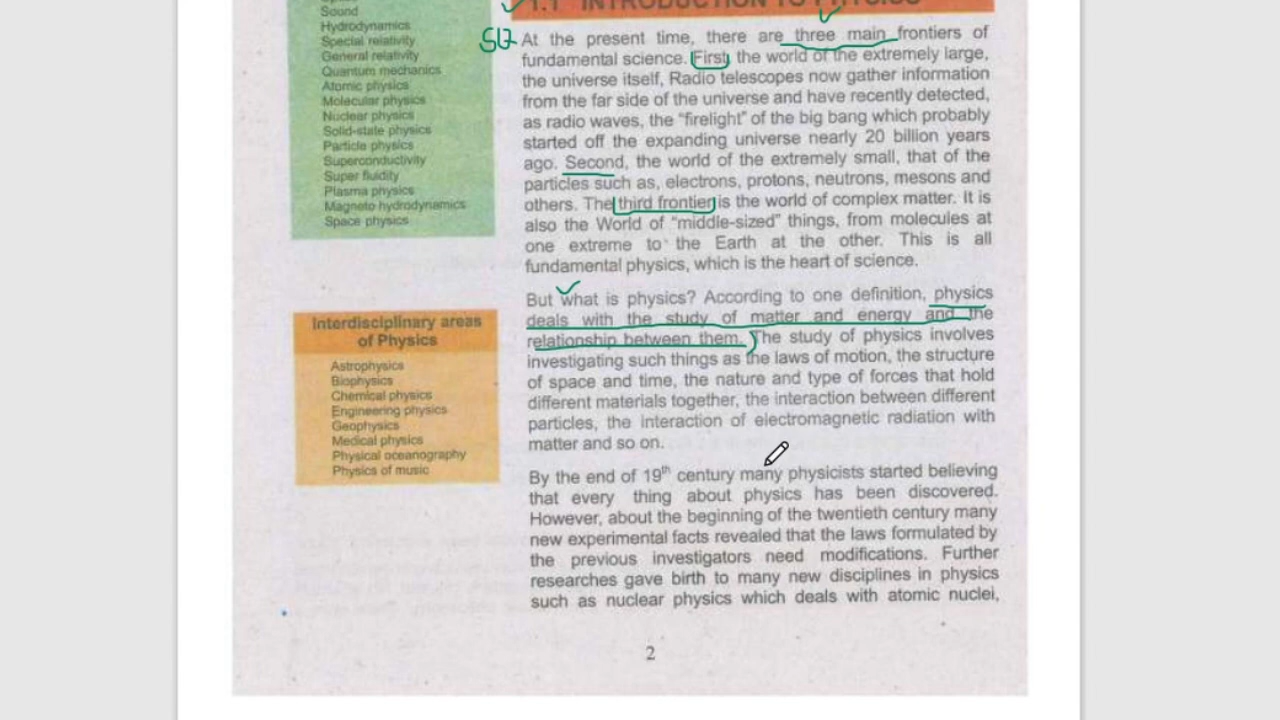 Sound
Hydrodynamics
Special relativity
General relativity
Quantum mechanics
Atomic physics
Molecular physics
Nuclear physics
Solid-state physics
Particle physics
Superconductivity
Super fluidity
Plasma physics
Magneto hydrodynamics
Space physics
Interdisciplinary areas
of Physics
Astrophysics
Biophysics
Chemical physics
Engineering physics
Geophysics
Medical physics
Physical oceanography
Physics of music
1.1 INTRODUCTION TO PHYSICS
At the present time, there are three main frontiers of
fundamental science. First, the world of the extremely large,
the universe itself, Radio telescopes now gather information
from the far side of the universe and have recently detected,
as radio waves, the “firelight” of the big bang which probably
started off the expanding universe nearly 20 billion years
ago. Second, the world of the extremely small, that of the
particles such as, electrons, protons, neutrons, mesons and
others. The third frontier is the world of complex matter. It is
also the World of “middle-sized” things, from molecules at
one extreme to the Earth at the other. This is all
fundamental physics, which is the heart of science.
But what is physics? According to one definition, physics
deals with the study of matter and energy and the
relationship between them. The study of physics involves
investigating such things as the laws of motion, the structure
of space and time, the nature and type of forces that hold
different materials together, the interaction between different
particles, the interaction of electromagnetic radiation with
matter and so on.
By the end of 19th century many physicists started believing
that every thing about physics has been discovered.
However, about the beginning of the twentieth century many
new experimental facts revealed that the laws formulated by
the previous investigators need modifications. Further
researches gave birth to many new disciplines in physics
such as nuclear physics which deals with atomic nuclei,
2